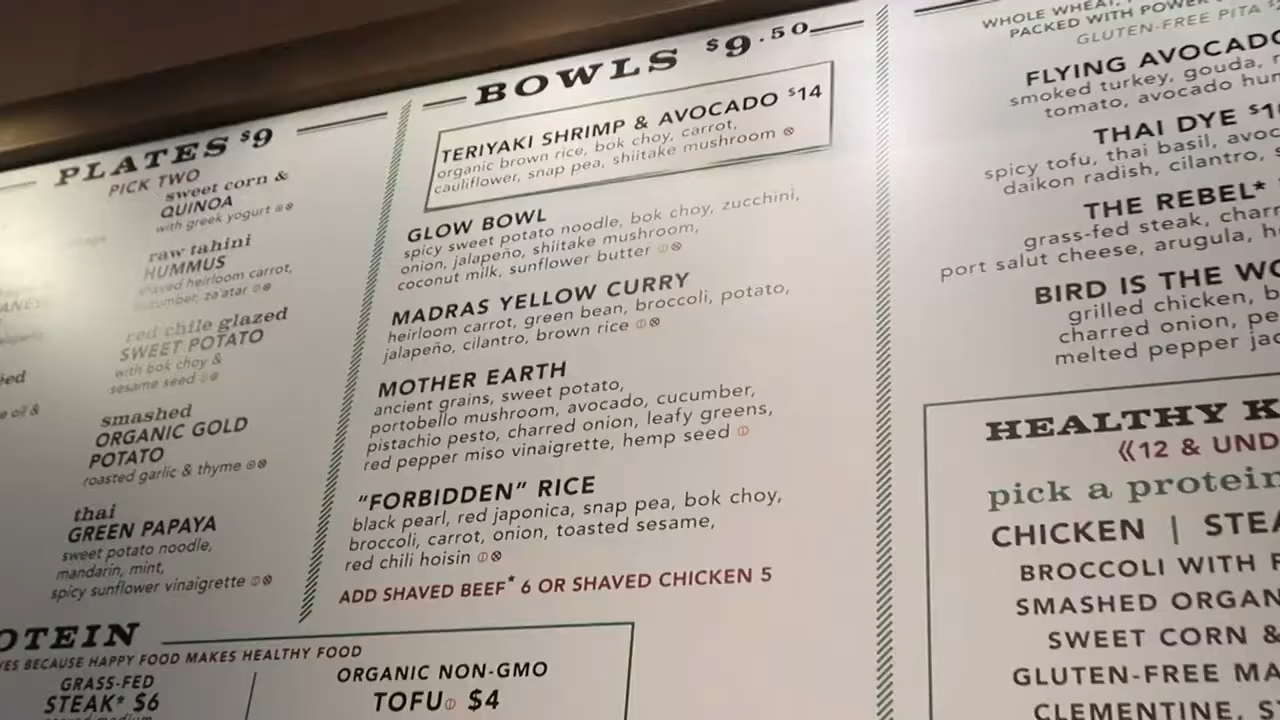 PLATES $9
PICK TWO
sweet corn &
QUINOA
with greek yogurt
raw tahini
HUMMUS
shaved heirloom carrot,
cucumber, za'atar
red chile glazed
SWEET POTATO
with bok choy &
sesame seed
smashed
ORGANIC GOLD
POTATO
roasted garlic & thyme
thai
GREEN PAPAYA
sweet potato noodle,
mandarin, mint,
spicy sunflower vinaigrette
oil &
BOWLS $9.50
TERIYAKI SHRIMP & AVOCADO $14
organic brown rice, bok choy, carrot,
cauliflower, snap pea, shiitake mushroom
GLOW BOWL
spicy sweet potato noodle, bok choy, zucchini,
onion, jalapeño, shiitake mushroom,
coconut milk, sunflower butter
MADRAS YELLOW CURRY
heirloom carrot, green bean, broccoli, potato,
jalapeño, cilantro, brown rice
MOTHER EARTH
ancient grains, sweet potato,
portobello mushroom, avocado, cucumber,
pistachio pesto, charred onion, leafy greens,
red pepper miso vinaigrette, hemp seed
"FORBIDDEN" RICE
black pearl, red japonica, snap pea, bok choy,
broccoli, carrot, onion, toasted sesame,
red chili hoisin
ADD SHAVED BEEF* 6 OR SHAVED CHICKEN 5
OTEIN
VES BECAUSE HAPPY FOOD MAKES HEALTHY FOOD
GRASS-FED
STEAK* $6
ORGANIC NON-GMO
TOFU $4
WHOLE WHEAT,
PACKED WITH POWER
GLUTEN-FREE PITA
FLYING AVOCADO
smoked turkey, gouda,
tomato, avocado hum
THAI DYE
spicy tofu, thai basil, avoc
daikon radish, cilantro,
THE REBEL*
grass-fed steak, charr
port salut cheese, arugula,
BIRD IS THE WO
grilled chicken, b
charred onion, pe
melted pepper jac
HEALTHY K
«12 & UND
pick a protein
CHICKEN | STEA
BROCCOLI WITH
SMASHED ORGAN
SWEET CORN &
GLUTEN-FREE MA
CLEMENTINE,